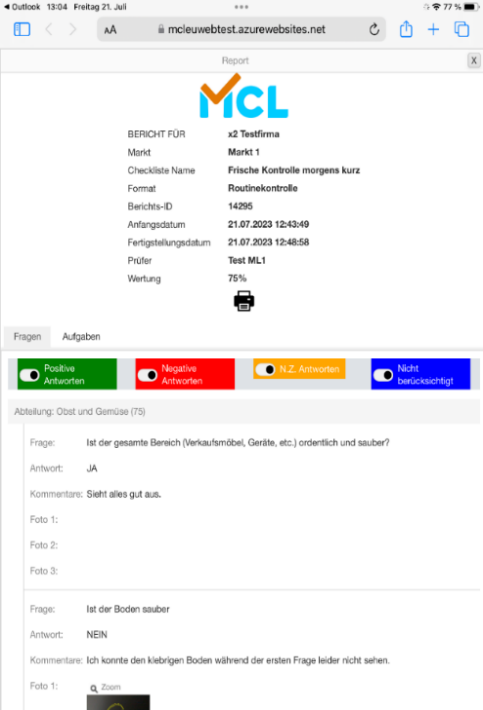 Outlook 13:04 Freitag 21. Juli 77 %
AA mcleuwebtest.azurewebsites.net
Report X
MCL
BERICHT FÜR x2 Testfirma
Markt Markt 1
Checkliste Name Frische Kontrolle morgens kurz
Format Routinekontrolle
Berichts-ID 14295
Anfangsdatum 21.07.2023 12:43:49
Fertigstellungsdatum 21.07.2023 12:48:58
Prüfer Test ML1
Wertung 75%
Fragen Aufgaben
Positive Antworten
Negative Antworten
N.Z. Antworten
Nicht berücksichtigt
Abteilung: Obst und Gemüse (75)
Frage: Ist der gesamte Bereich (Verkaufsmöbel, Geräte, etc.) ordentlich und sauber?
Antwort: JA
Kommentare: Sieht alles gut aus.
Foto 1:
Foto 2:
Foto 3:
Frage: Ist der Boden sauber
Antwort: NEIN
Kommentare: Ich konnte den klebrigen Boden während der ersten Frage leider nicht sehen.
Foto 1: Zoom